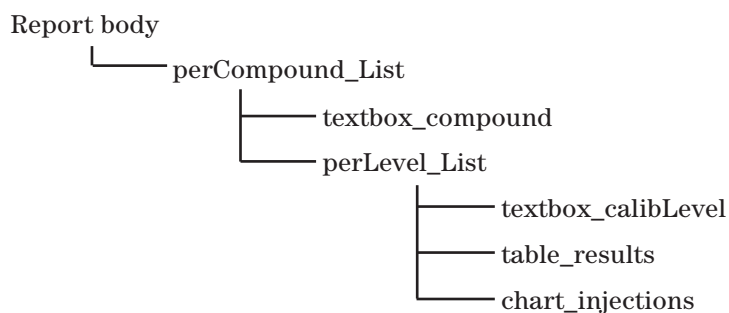 Report body
perCompound_List
textbox_compound
perLevel_List
textbox_calibLevel
table_results
chart_injections